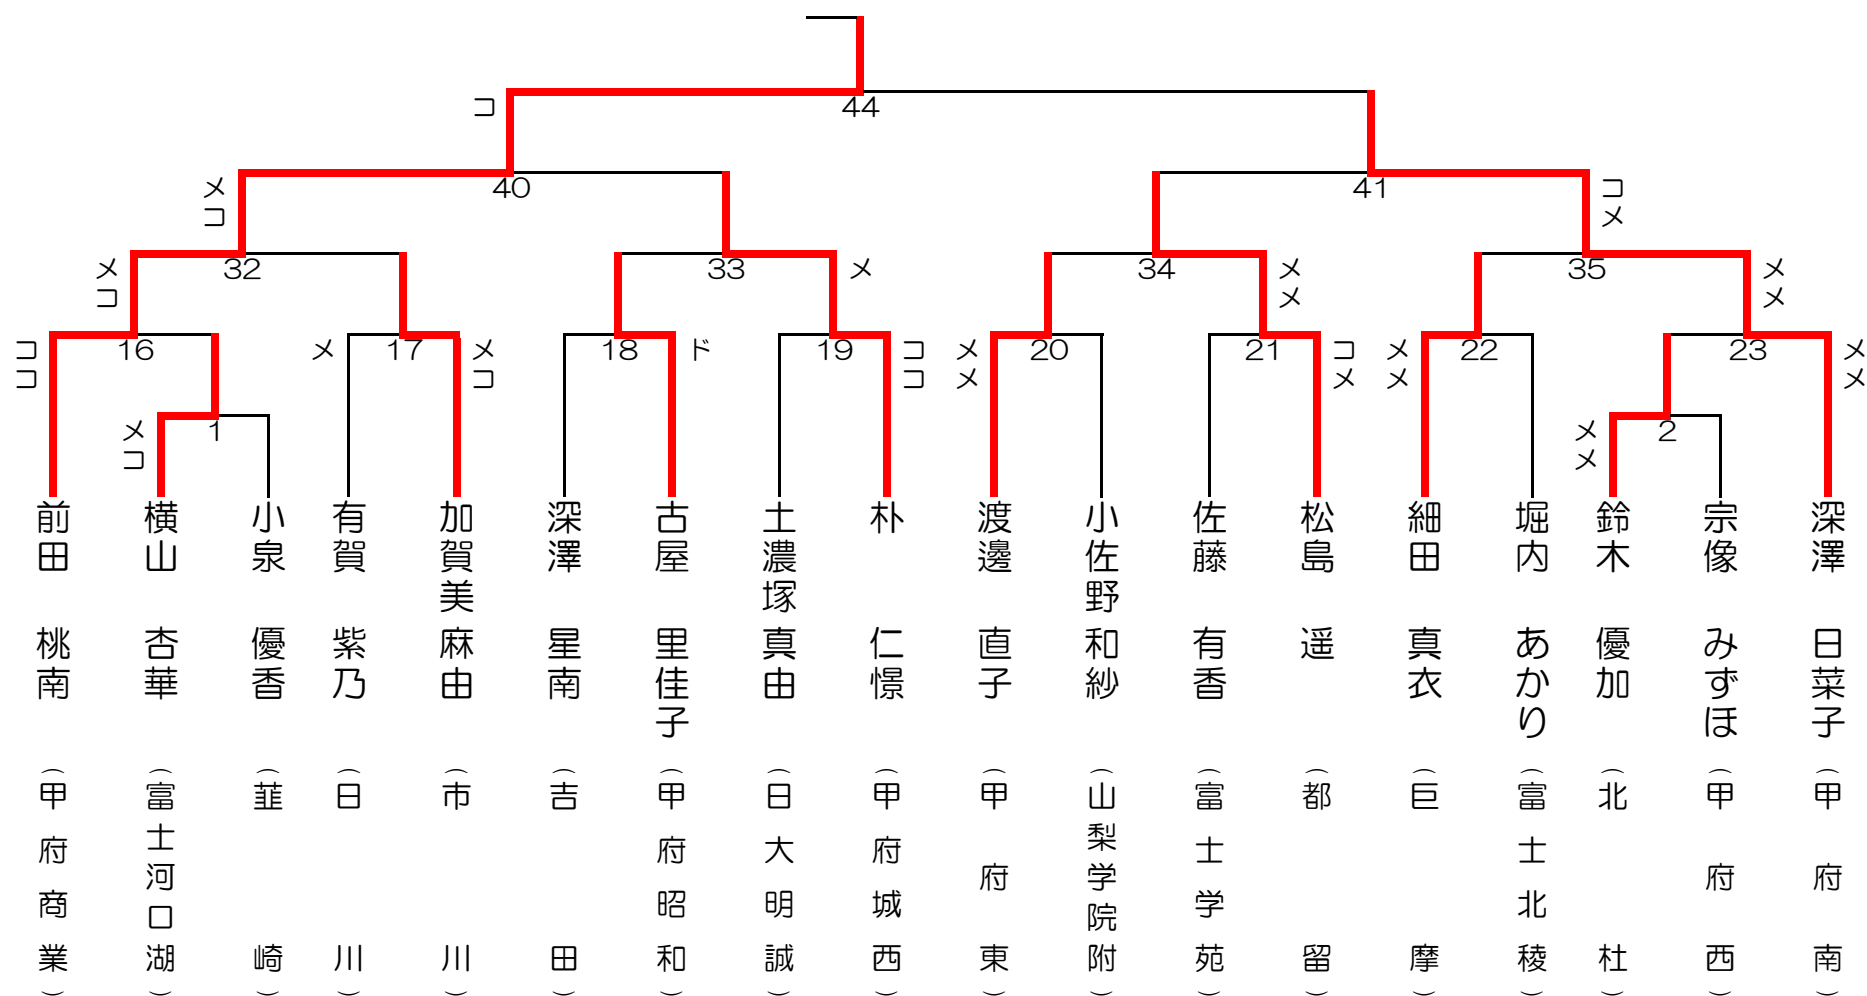 44
コ
40
41
メコ
コメ
32
33
34
35
メコ
メ
メメ
メメ
16
17
18
19
20
21
22
23
ココ
メ
メコ
ド
ココ
メメ
コメ
メメ
メメ
1
2
メコ
メメ
前田 桃南 (甲府商業)
横山 杏華 (富士河口湖)
小泉 優香 (韮崎)
有賀 紫乃 (日川)
加賀美 麻由 (市川)
深澤 星南 (吉田)
古屋 里佳子 (甲府昭和)
土濃塚 真由 (日大明誠)
朴 仁憬 (甲府城西)
渡邊 直子 (甲府東)
小佐野 和紗 (山梨学院附)
佐藤 有香 (富士学苑)
松島 遥 (都留)
細田 真衣 (巨摩)
堀内 あかり (富士北稜)
鈴木 優加 (北杜)
宗像 みずほ (甲府西)
深澤 日菜子 (甲府南)